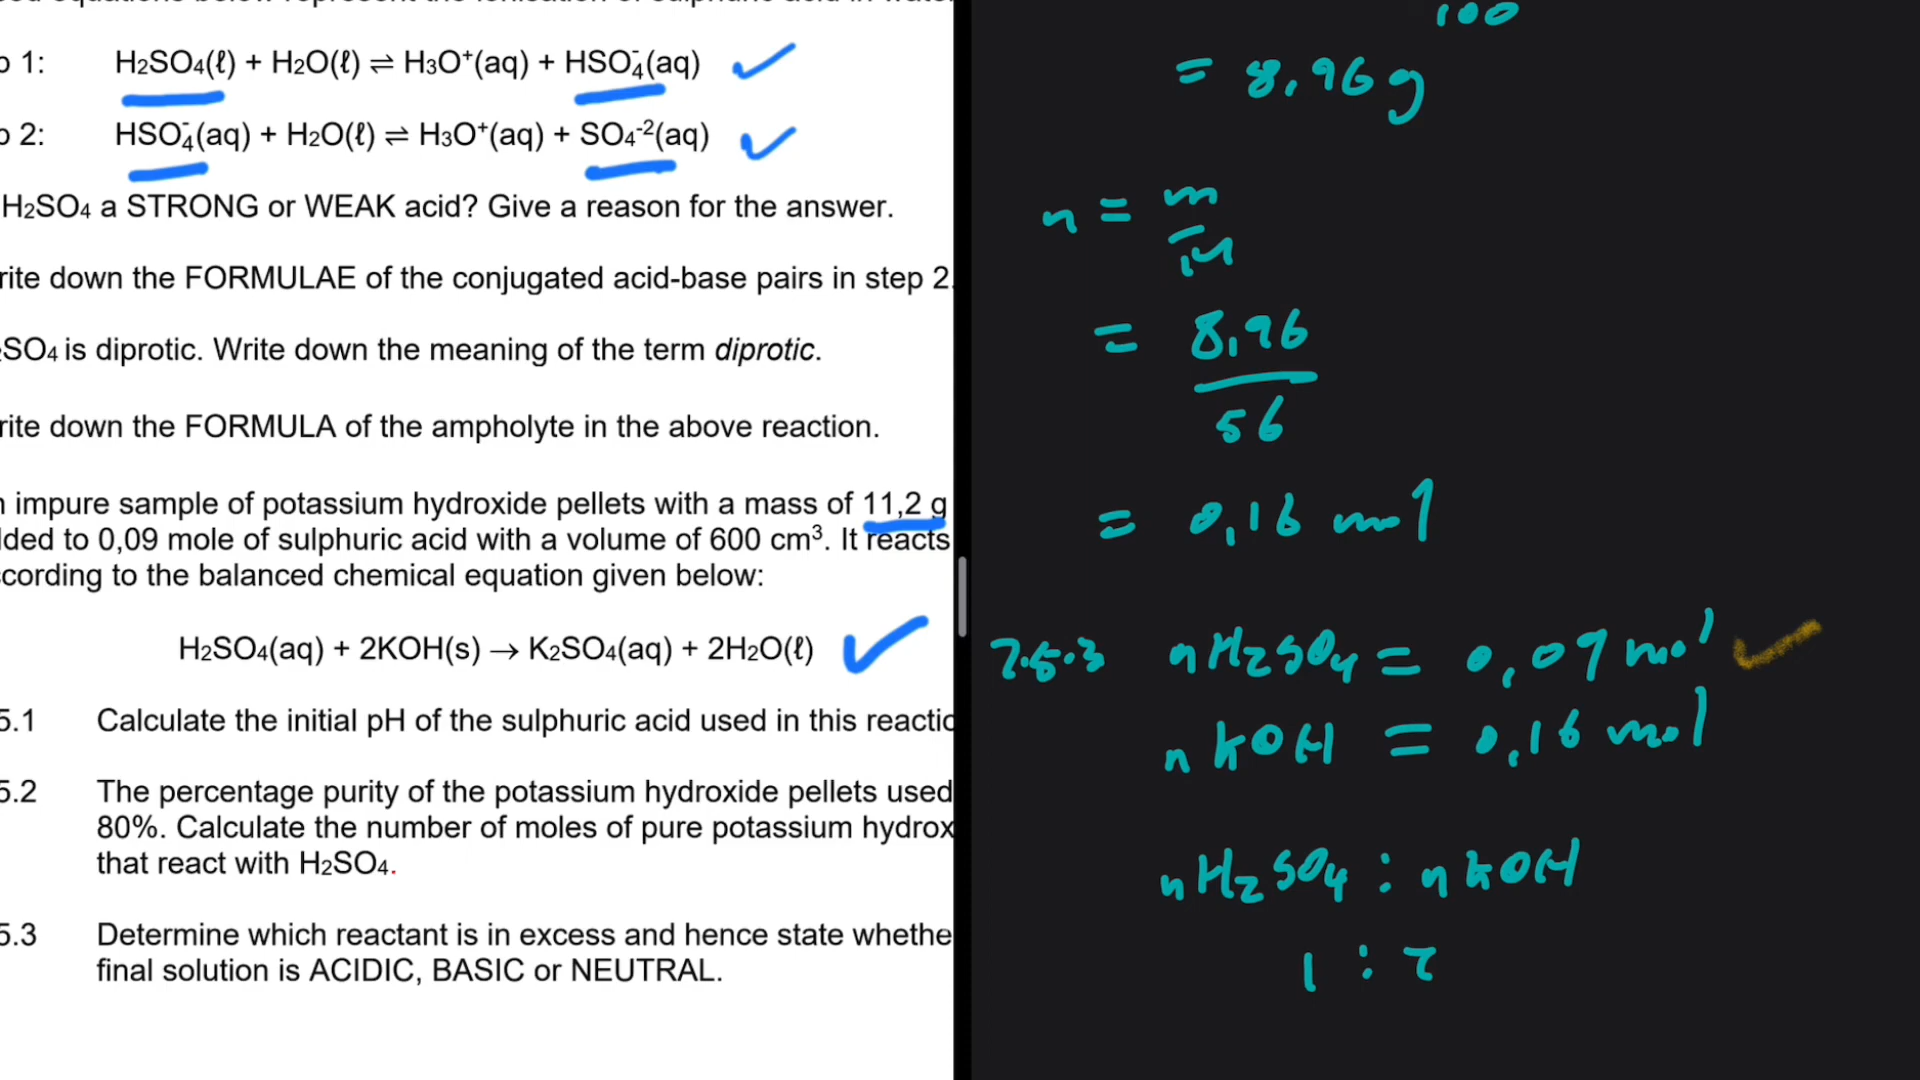 o 1: H₂SO₄(ℓ) + H₂O(ℓ) ⇌ H₃O⁺(aq) + HSO₄⁻(aq)
o 2: HSO₄⁻(aq) + H₂O(ℓ) ⇌ H₃O⁺(aq) + SO₄⁻²(aq)
H₂SO₄ a STRONG or WEAK acid? Give a reason for the answer.
rite down the FORMULAE of the conjugated acid-base pairs in step 2.
SO₄ is diprotic. Write down the meaning of the term diprotic.
rite down the FORMULA of the ampholyte in the above reaction.
impure sample of potassium hydroxide pellets with a mass of 11,2 g
ded to 0,09 mole of sulphuric acid with a volume of 600 cm³. It reacts
cording to the balanced chemical equation given below:
H₂SO₄(aq) + 2KOH(s) → K₂SO₄(aq) + 2H₂O(ℓ)
5.1 Calculate the initial pH of the sulphuric acid used in this reactio
5.2 The percentage purity of the potassium hydroxide pellets used
80%. Calculate the number of moles of pure potassium hydrox
that react with H₂SO₄.
5.3 Determine which reactant is in excess and hence state whethe
final solution is ACIDIC, BASIC or NEUTRAL.
100
= 8,96 g
n = m
M
= 8,96
56
= 0,16 mol
7.5.3 nH₂SO₄ = 0,09 mol
nKOH = 0,16 mol
nH₂SO₄ : nKOH
1 : 2